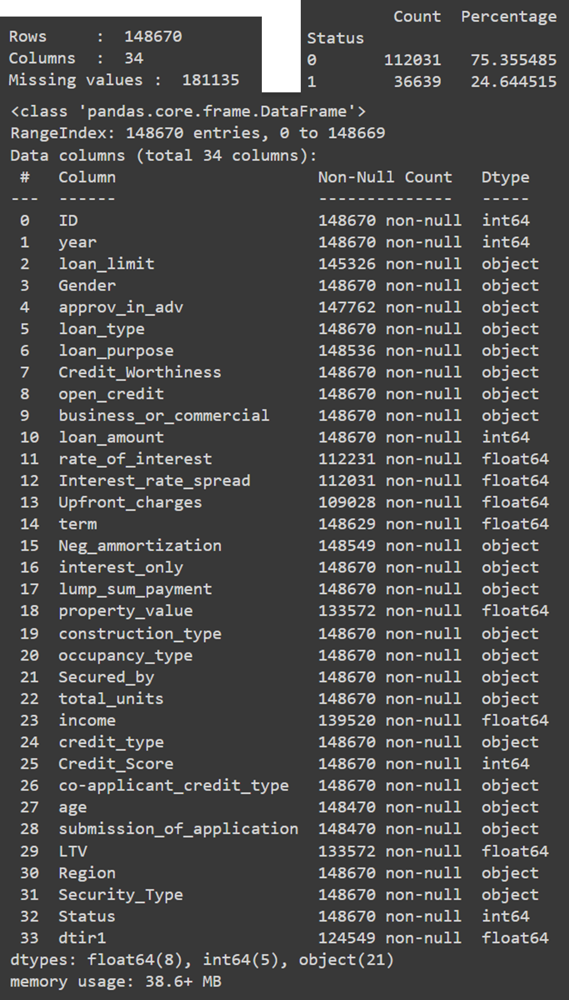 Rows     :  148670
Columns  :  34
Missing values :  181135
        Count  Percentage
Status
0       112031   75.355485
1        36639   24.644515
<class 'pandas.core.frame.DataFrame'>
RangeIndex: 148670 entries, 0 to 148669
Data columns (total 34 columns):
 #   Column                     Non-Null Count   Dtype
---  ------                     --------------   -----
 0   ID                         148670 non-null  int64
 1   year                       148670 non-null  int64
 2   loan_limit                 145326 non-null  object
 3   Gender                     148670 non-null  object
 4   approv_in_adv              147762 non-null  object
 5   loan_type                  148670 non-null  object
 6   loan_purpose               148536 non-null  object
 7   Credit_Worthiness          148670 non-null  object
 8   open_credit                148670 non-null  object
 9   business_or_commercial     148670 non-null  object
 10  loan_amount                148670 non-null  int64
 11  rate_of_interest           112231 non-null  float64
 12  Interest_rate_spread       112031 non-null  float64
 13  Upfront_charges            109028 non-null  float64
 14  term                       148629 non-null  float64
 15  Neg_ammortization          148549 non-null  object
 16  interest_only              148670 non-null  object
 17  lump_sum_payment           148670 non-null  object
 18  property_value             133572 non-null  float64
 19  construction_type          148670 non-null  object
 20  occupancy_type             148670 non-null  object
 21  Secured_by                 148670 non-null  object
 22  total_units                148670 non-null  object
 23  income                     139520 non-null  float64
 24  credit_type                148670 non-null  object
 25  Credit_Score               148670 non-null  int64
 26  co-applicant_credit_type   148670 non-null  object
 27  age                        148470 non-null  object
 28  submission_of_application  148470 non-null  object
 29  LTV                        133572 non-null  float64
 30  Region                     148670 non-null  object
 31  Security_Type              148670 non-null  object
 32  Status                     148670 non-null  int64
 33  dtir1                      124549 non-null  float64
dtypes: float64(8), int64(5), object(21)
memory usage: 38.6+ MB